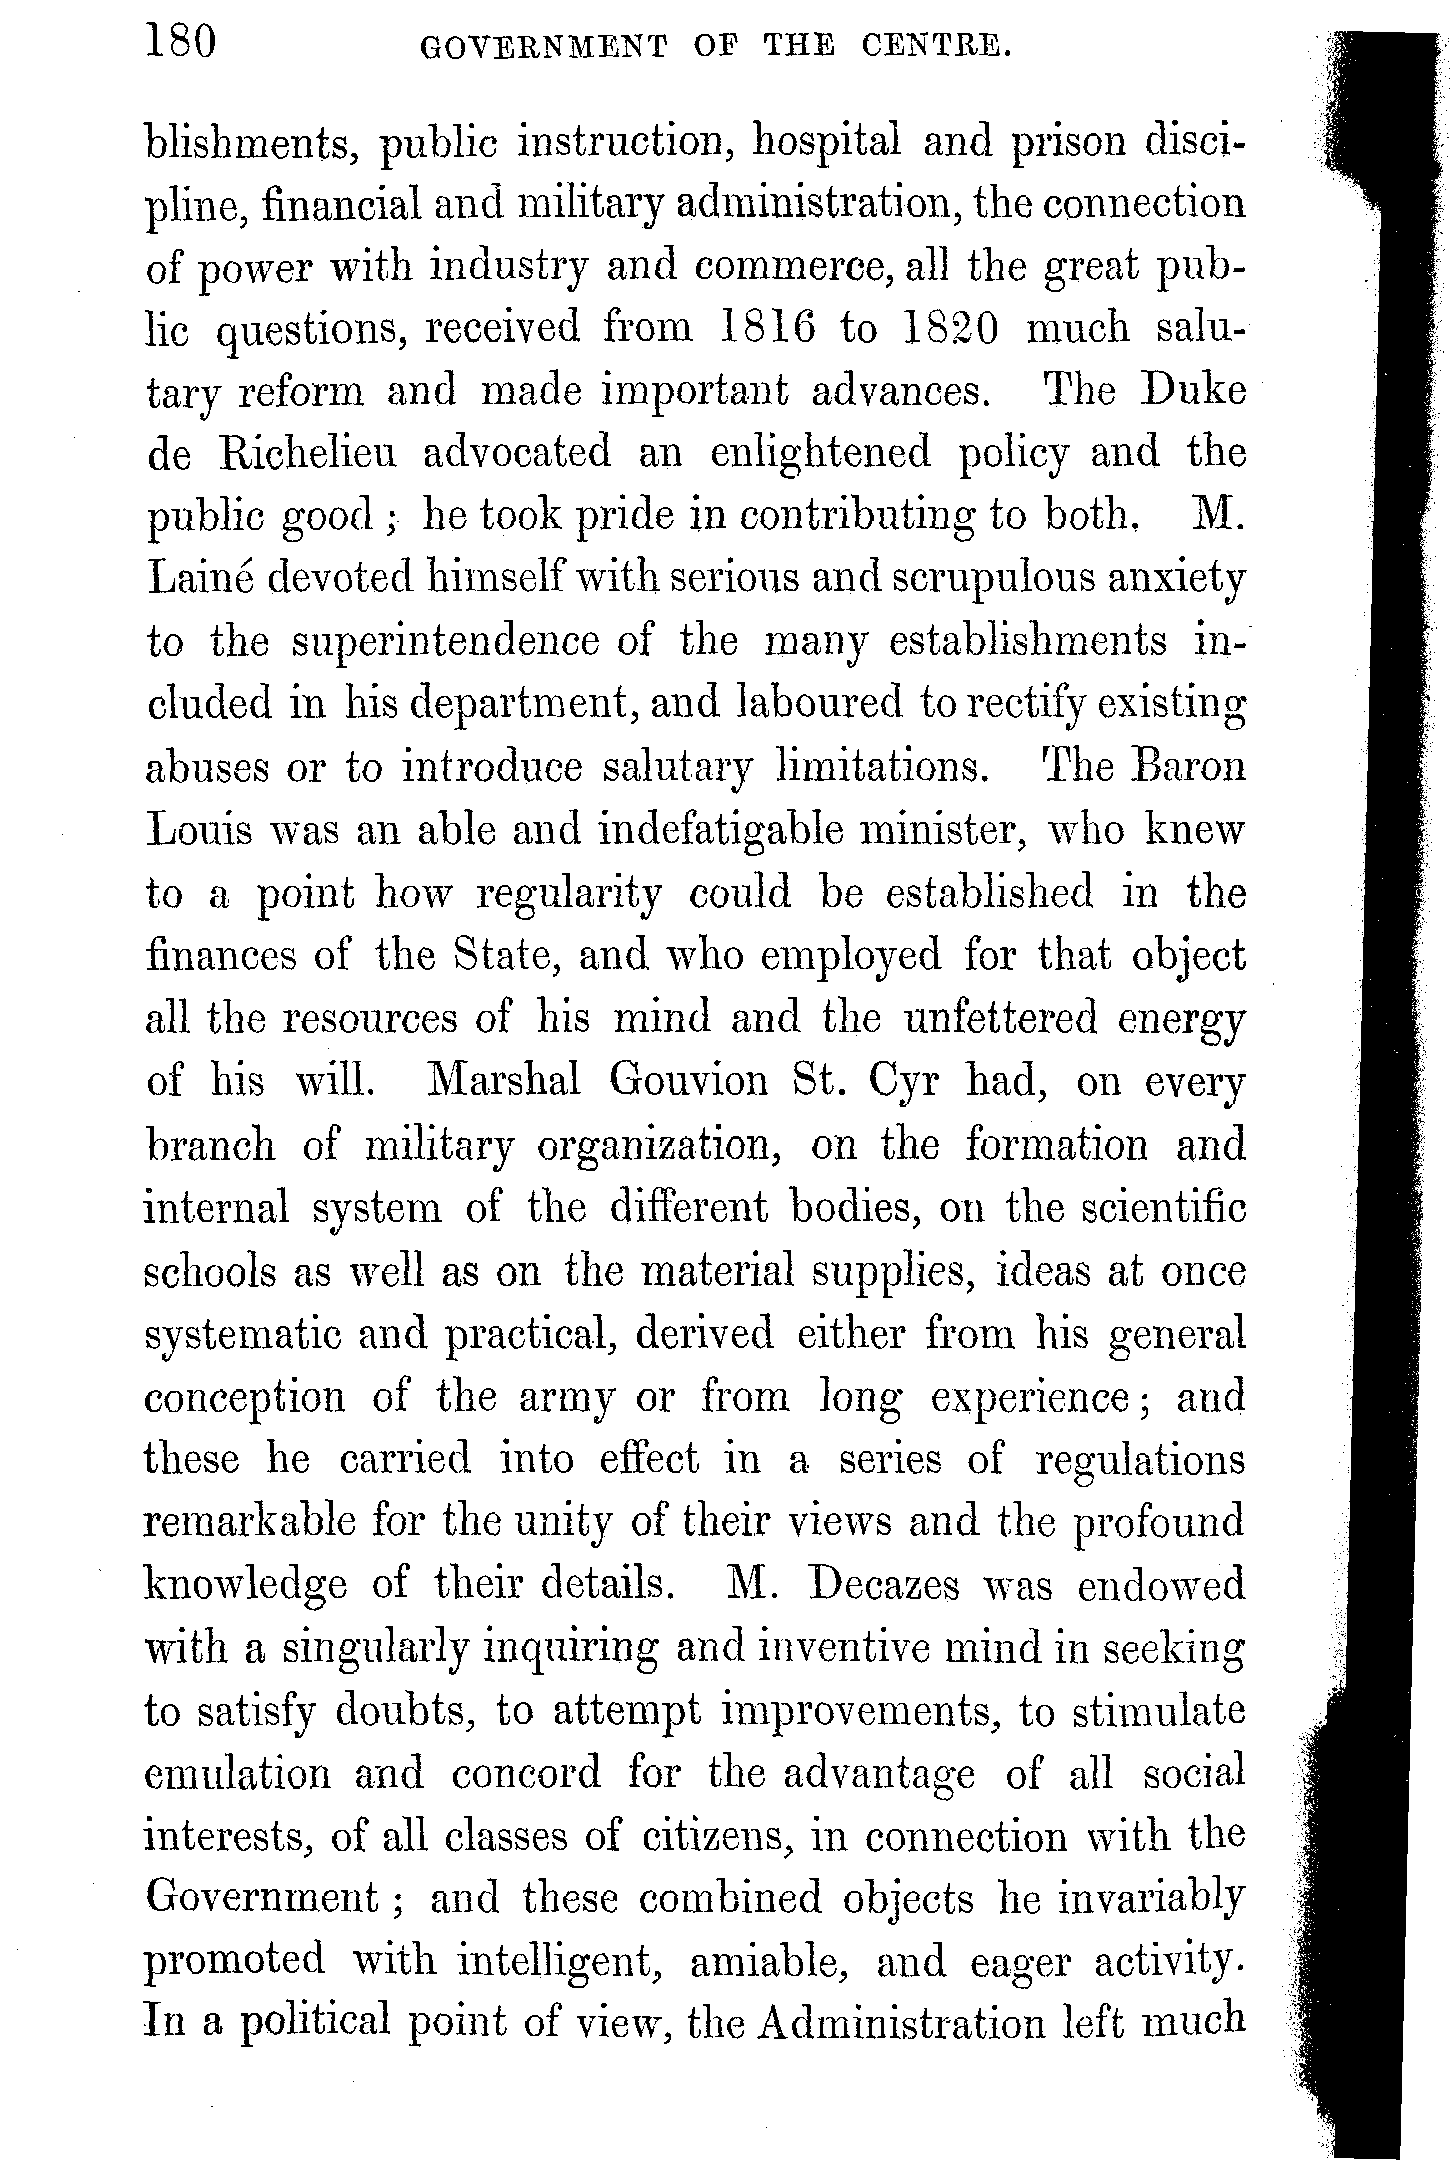 180 GOVERNMENT OF THE CENTRE.
blishments, public instruction, hospital and prison disci-
pline, financial and military administration, the connection
of power with industry and commerce, all the great pub-
lic questions, received from 1816 to 1820 much salu-
tary reform and made important advances. The Duke
de Richelieu advocated an enlightened policy and the
public good ; he took pride in contributing to both. M.
Lainé devoted himself with serious and scrupulous anxiety
to the superintendence of the many establishments in-
cluded in his department, and laboured to rectify existing
abuses or to introduce salutary limitations. The Baron
Louis was an able and indefatigable minister, who knew
to a point how regularity could be established in the
finances of the State, and who employed for that object
all the resources of his mind and the unfettered energy
of his will. Marshal Gouvion St. Cyr had, on every
branch of military organization, on the formation and
internal system of the different bodies, on the scientific
schools as well as on the material supplies, ideas at once
systematic and practical, derived either from his general
conception of the army or from long experience ; and
these he carried into effect in a series of regulations
remarkable for the unity of their views and the profound
knowledge of their details. M. Decazes was endowed
with a singularly inquiring and inventive mind in seeking
to satisfy doubts, to attempt improvements, to stimulate
emulation and concord for the advantage of all social
interests, of all classes of citizens, in connection with the
Government ; and these combined objects he invariably
promoted with intelligent, amiable, and eager activity.
In a political point of view, the Administration left much